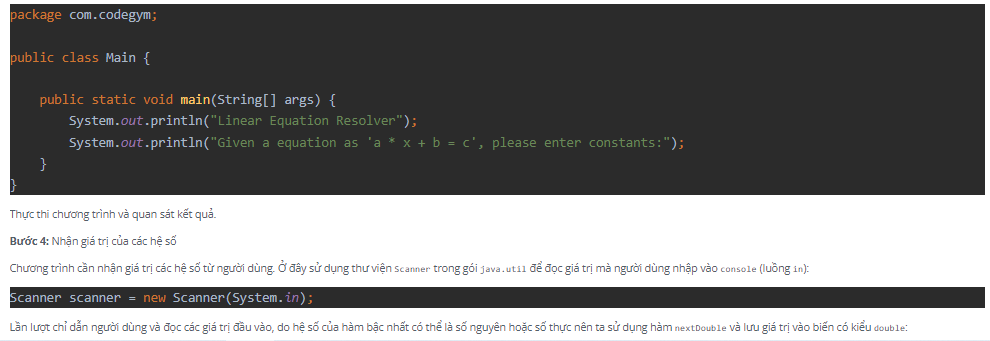 package com.codegym;
public class Main {
public static void main(String[] args) {
System.out.println("Linear Equation Resolver");
System.out.println("Given a equation as 'a * x + b = c', please enter constants:");
}
}
Thực thi chương trình và quan sát kết quả.
Bước 4: Nhận giá trị của các hệ số
Chương trình cần nhận giá trị các hệ số từ người dùng. Ở đây sử dụng thư viện Scanner trong gói java.util để đọc giá trị mà người dùng nhập vào console (luồng in):
Scanner scanner = new Scanner(System.in);
Lần lượt chỉ dẫn người dùng và đọc các giá trị đầu vào, do hệ số của hàm bậc nhất có thể là số nguyên hoặc số thực nên ta sử dụng hàm nextDouble và lưu giá trị vào biến có kiểu double: